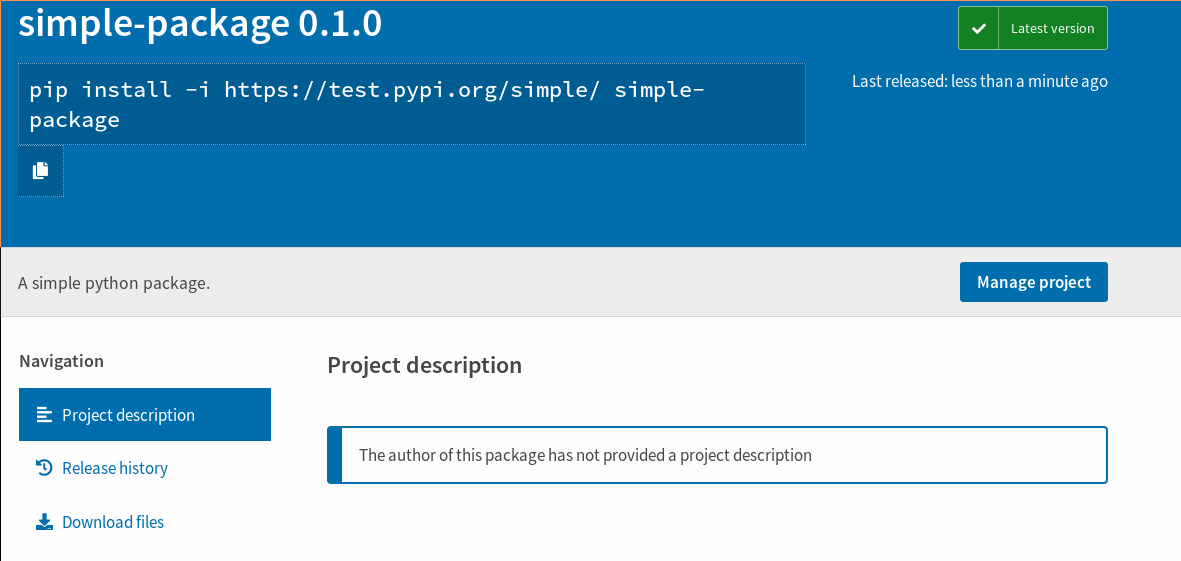 simple-package 0.1.0
Latest version
pip install -i https://test.pypi.org/simple/ simple-
package
Last released: less than a minute ago
A simple python package.
Manage project
Navigation
Project description
Release history
Download files
Project description
The author of this package has not provided a project description